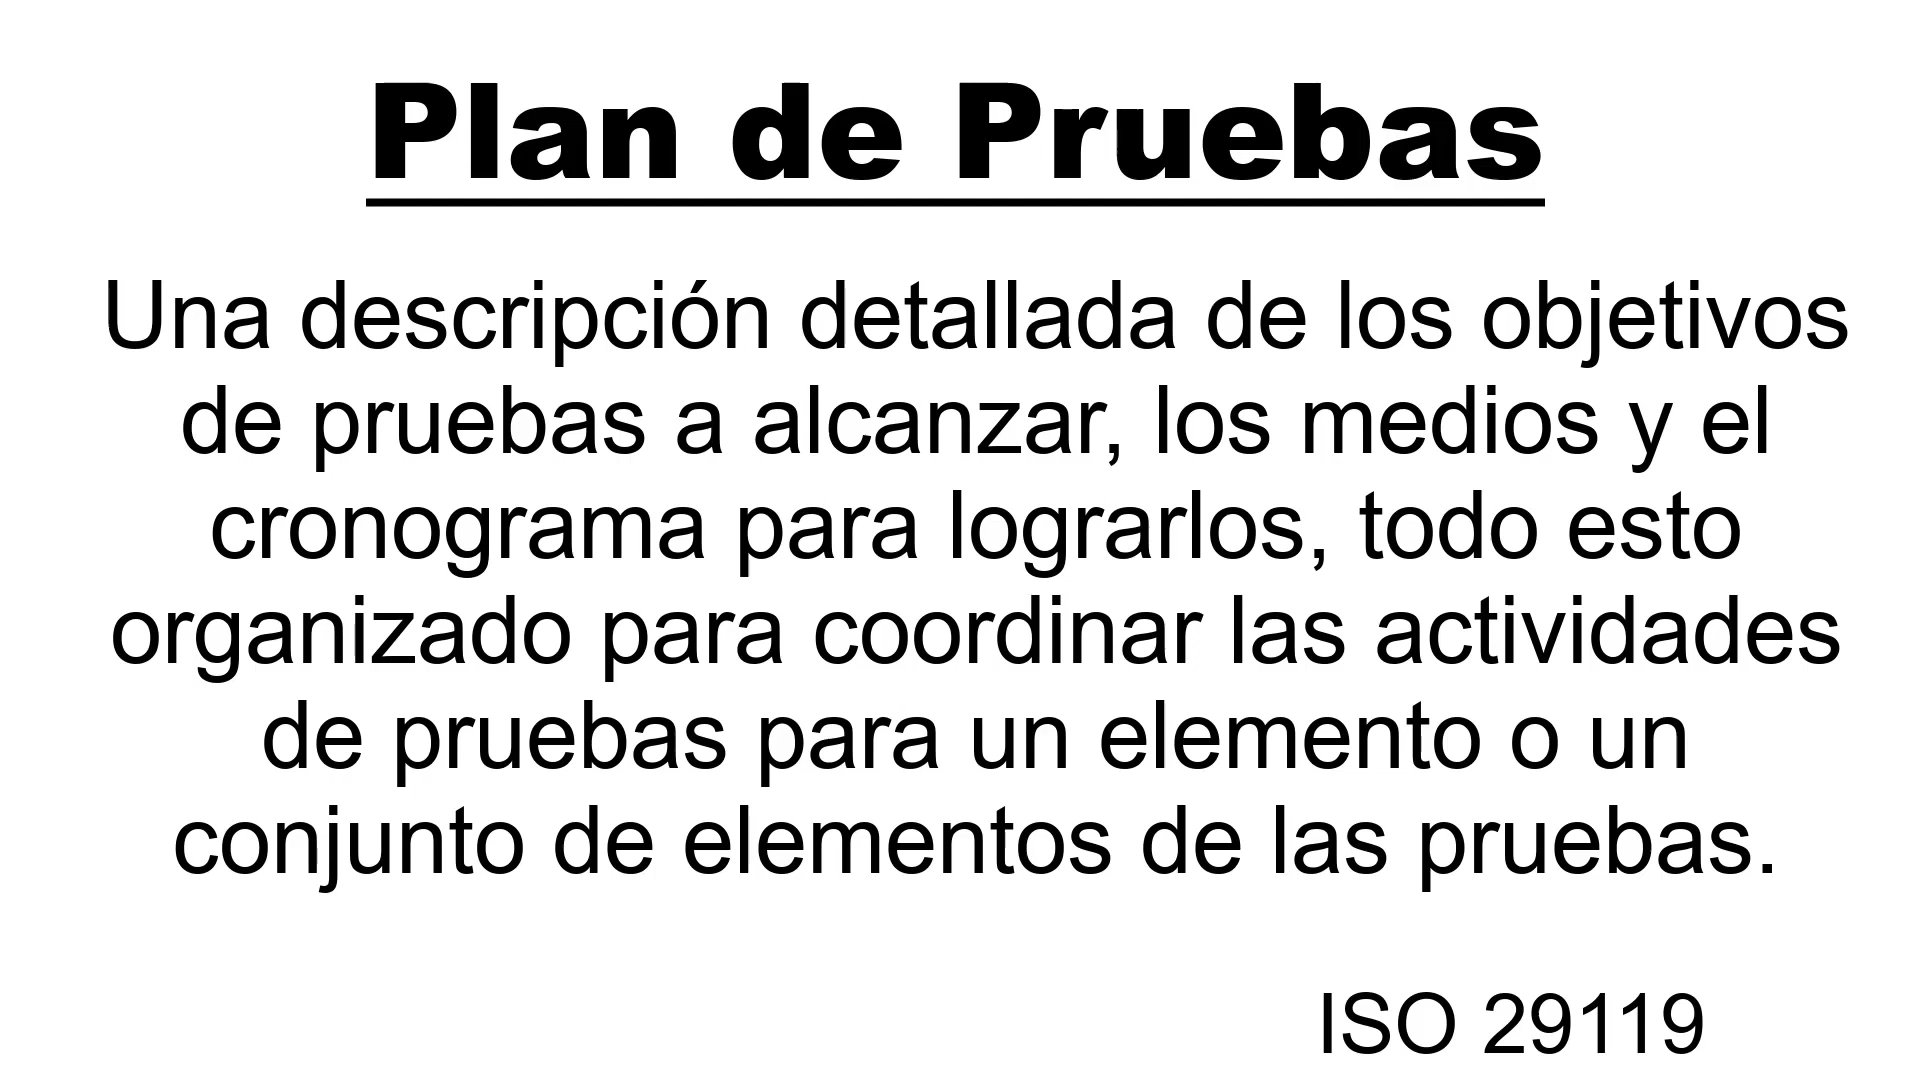 Plan de Pruebas
Una descripción detallada de los objetivos
de pruebas a alcanzar, los medios y el
cronograma para lograrlos, todo esto
organizado para coordinar las actividades
de pruebas para un elemento o un
conjunto de elementos de las pruebas.
ISO 29119